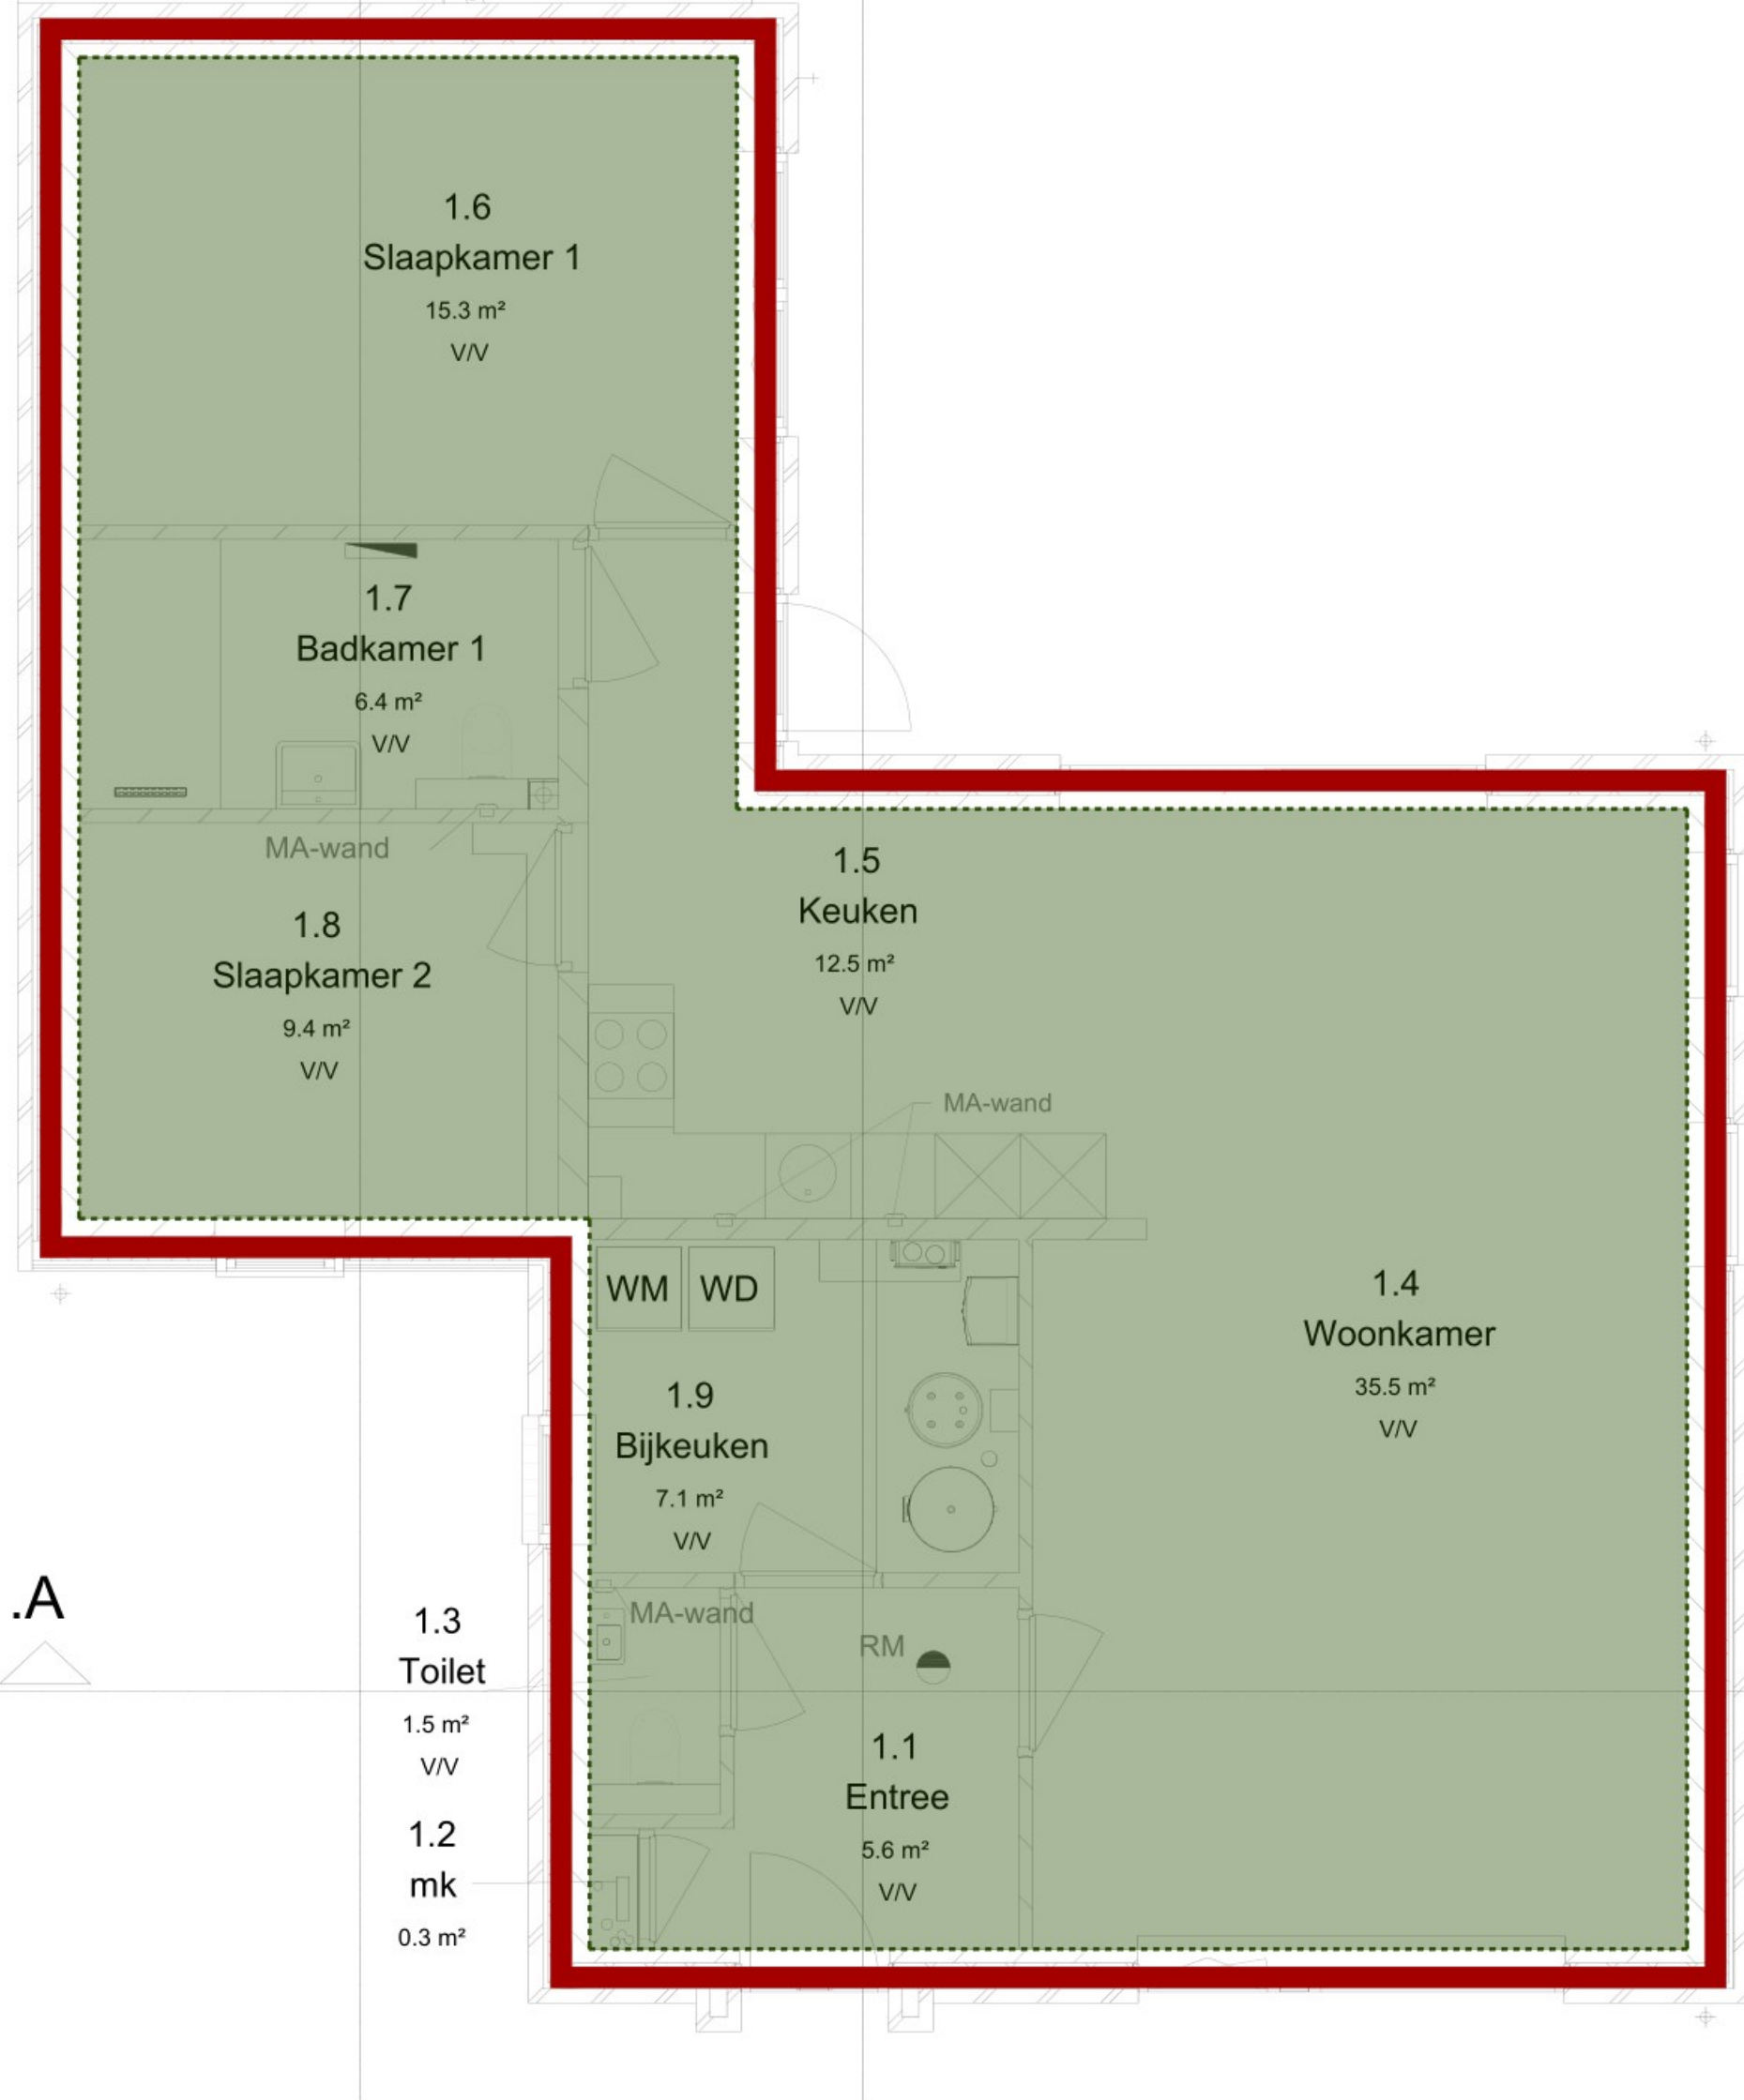 1.6
Slaapkamer 1
15.3 m²
V/V
1.7
Badkamer 1
6.4 m²
V/V
MA-wand
1.8
Slaapkamer 2
9.4 m²
V/V
1.5
Keuken
12.5 m²
V/V
MA-wand
WM WD
1.4
Woonkamer
35.5 m²
V/V
1.9
Bijkeuken
7.1 m²
V/V
.A
1.3
Toilet
1.5 m²
V/V
MA-wand
RM
1.1
Entree
5.6 m²
V/V
1.2
mk
0.3 m²